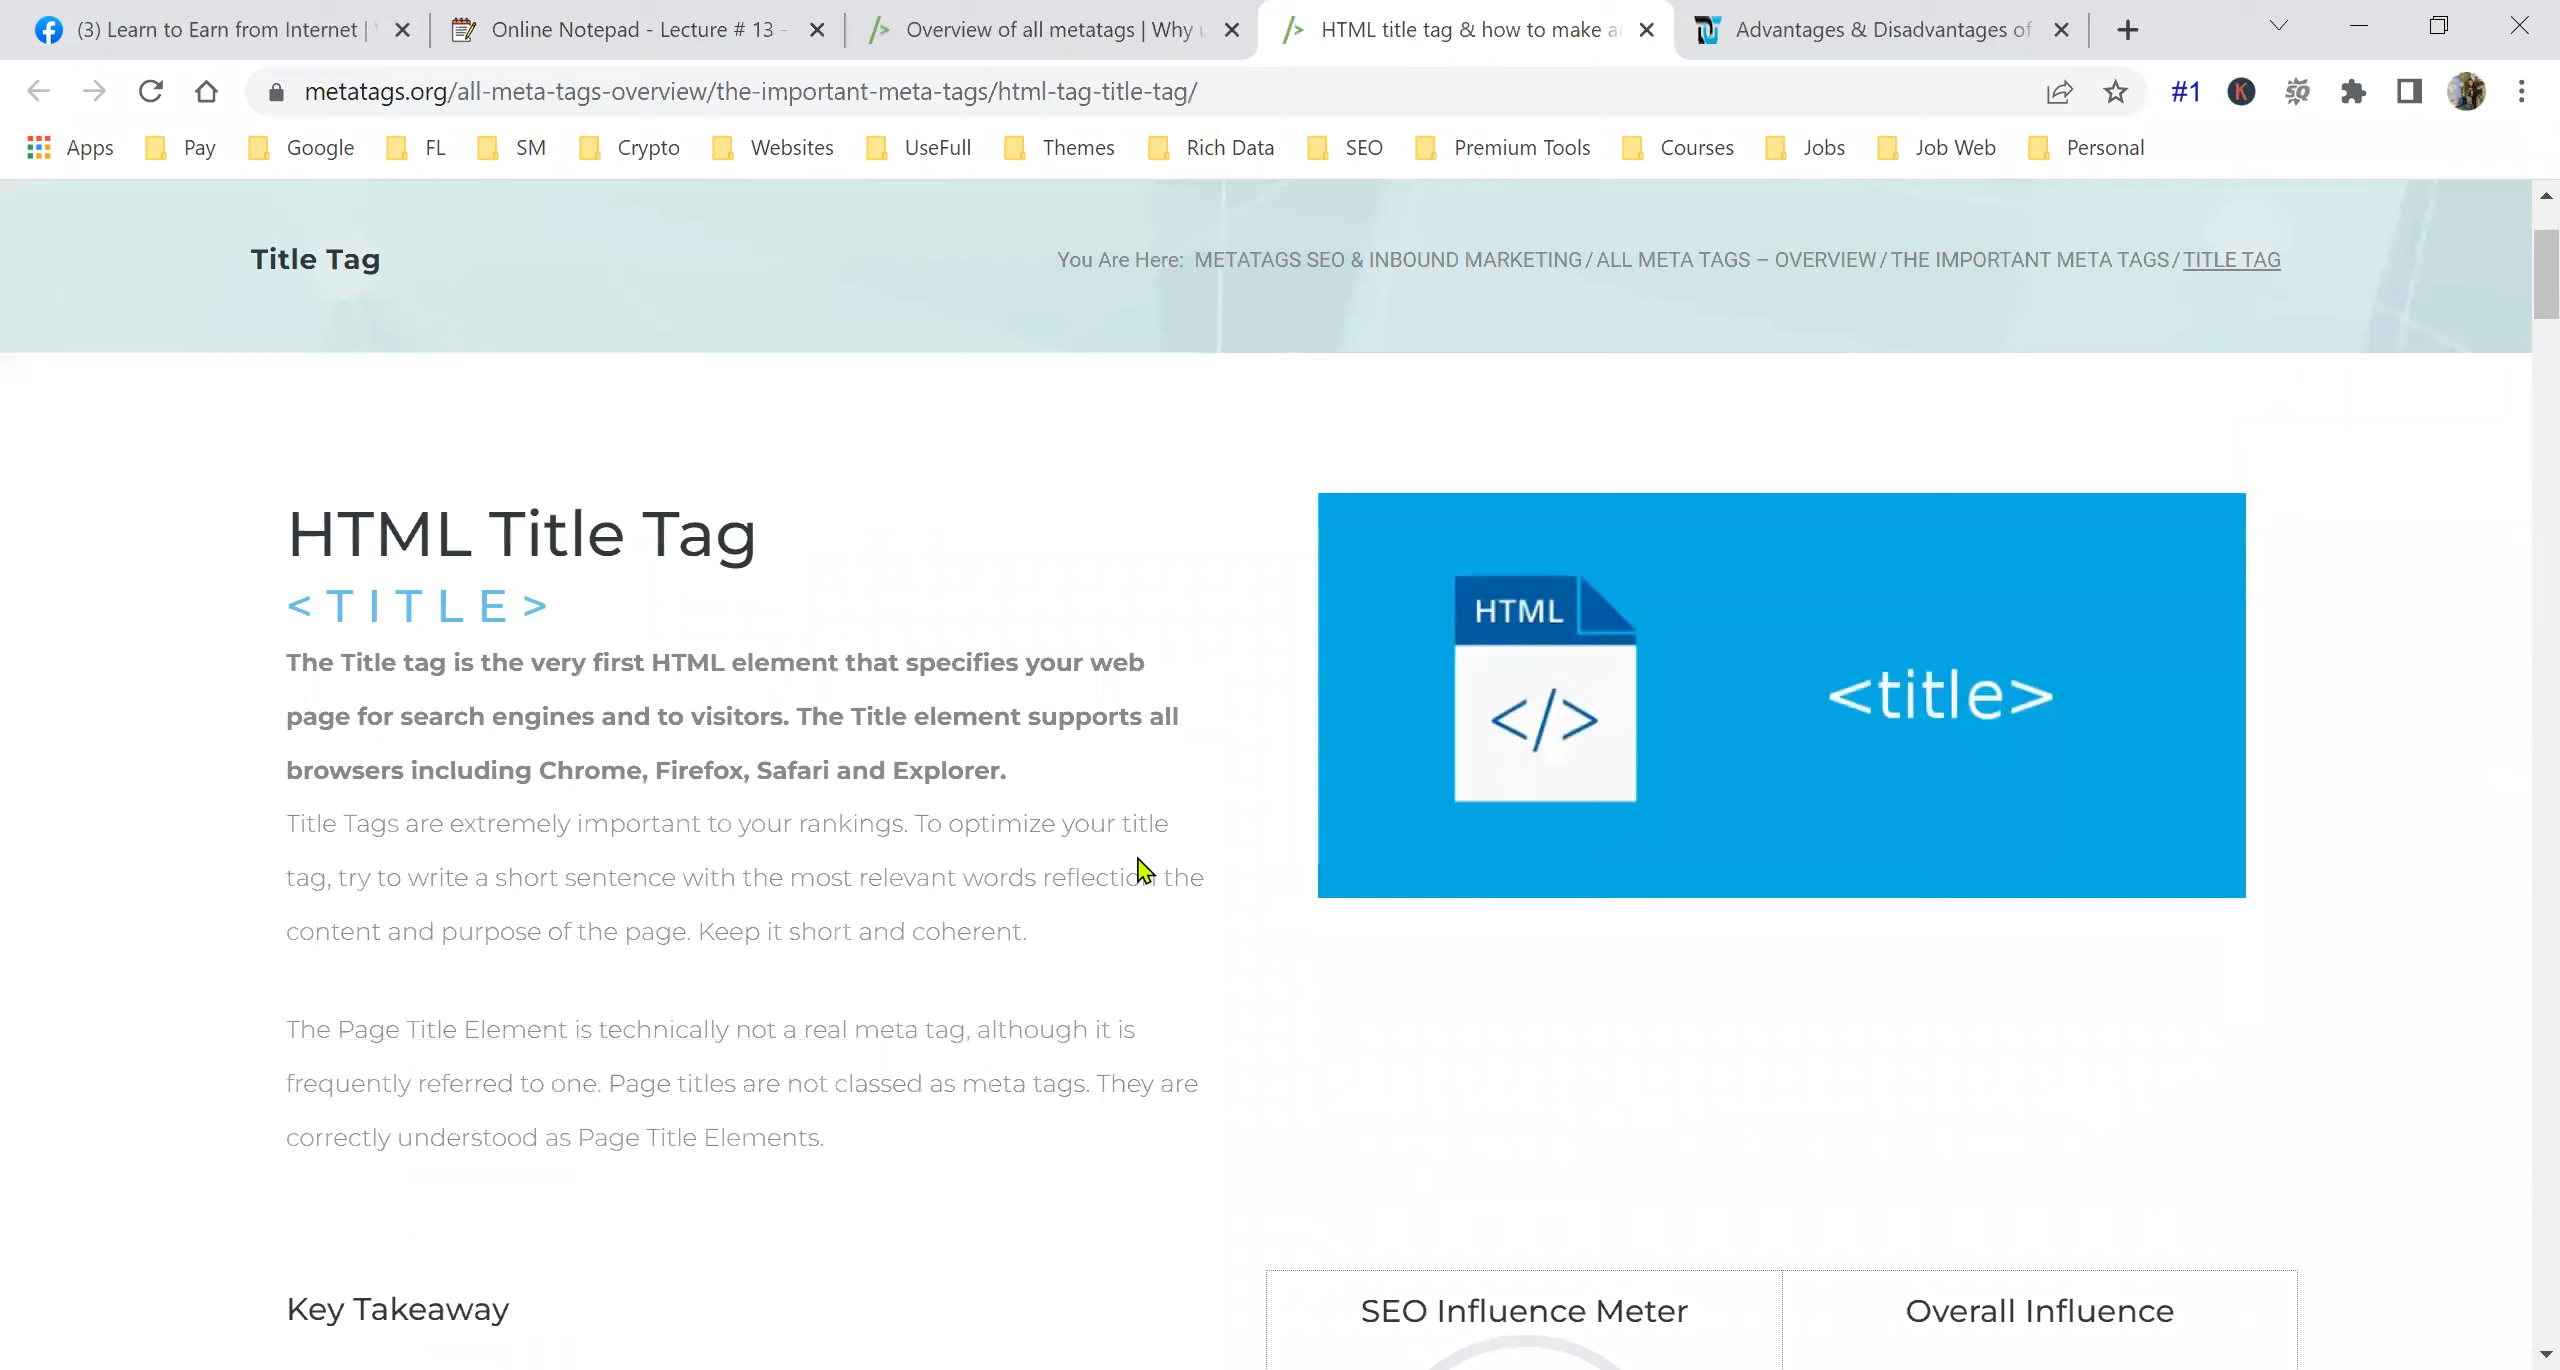 (3) Learn to Earn from Internet |
Online Notepad - Lecture # 13 -
Overview of all metatags | Why
HTML title tag & how to make
Advantages & Disadvantages of
metatags.org/all-meta-tags-overview/the-important-meta-tags/html-tag-title-tag/
#1
K
SQ
Apps
Pay
Google
FL
SM
Crypto
Websites
UseFull
Themes
Rich Data
SEO
Premium Tools
Courses
Jobs
Job Web
Personal
Title Tag
You Are Here: METATAGS SEO & INBOUND MARKETING / ALL META TAGS – OVERVIEW / THE IMPORTANT META TAGS / TITLE TAG
HTML Title Tag
<TITLE>
The Title tag is the very first HTML element that specifies your web
page for search engines and to visitors. The Title element supports all
browsers including Chrome, Firefox, Safari and Explorer.
Title Tags are extremely important to your rankings. To optimize your title
tag, try to write a short sentence with the most relevant words reflection the
content and purpose of the page. Keep it short and coherent.
The Page Title Element is technically not a real meta tag, although it is
frequently referred to one. Page titles are not classed as meta tags. They are
correctly understood as Page Title Elements.
HTML
</>
<title>
Key Takeaway
SEO Influence Meter
Overall Influence